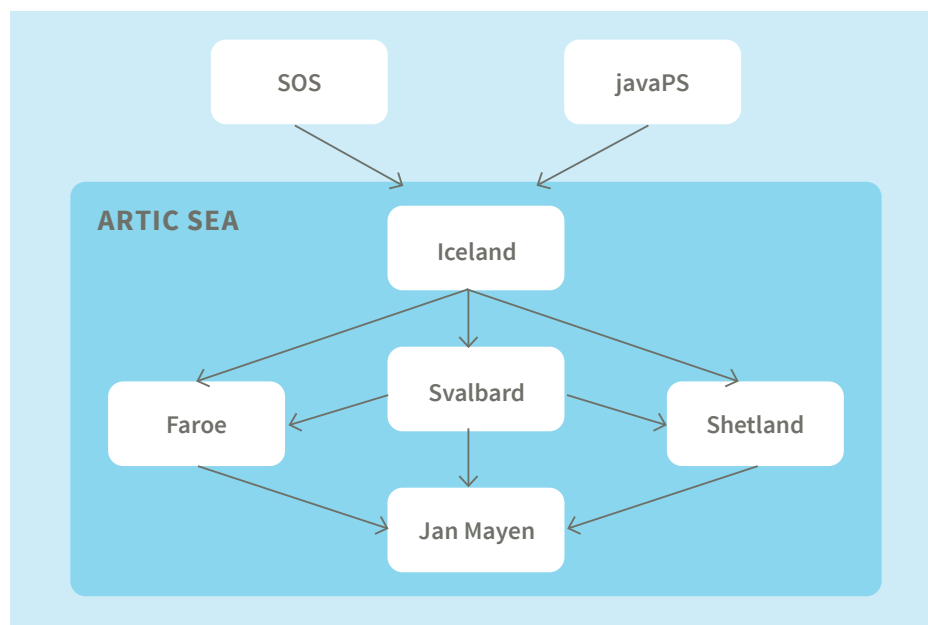 SOS
javaPS
ARTIC SEA
Iceland
Svalbard
Faroe
Shetland
Jan Mayen